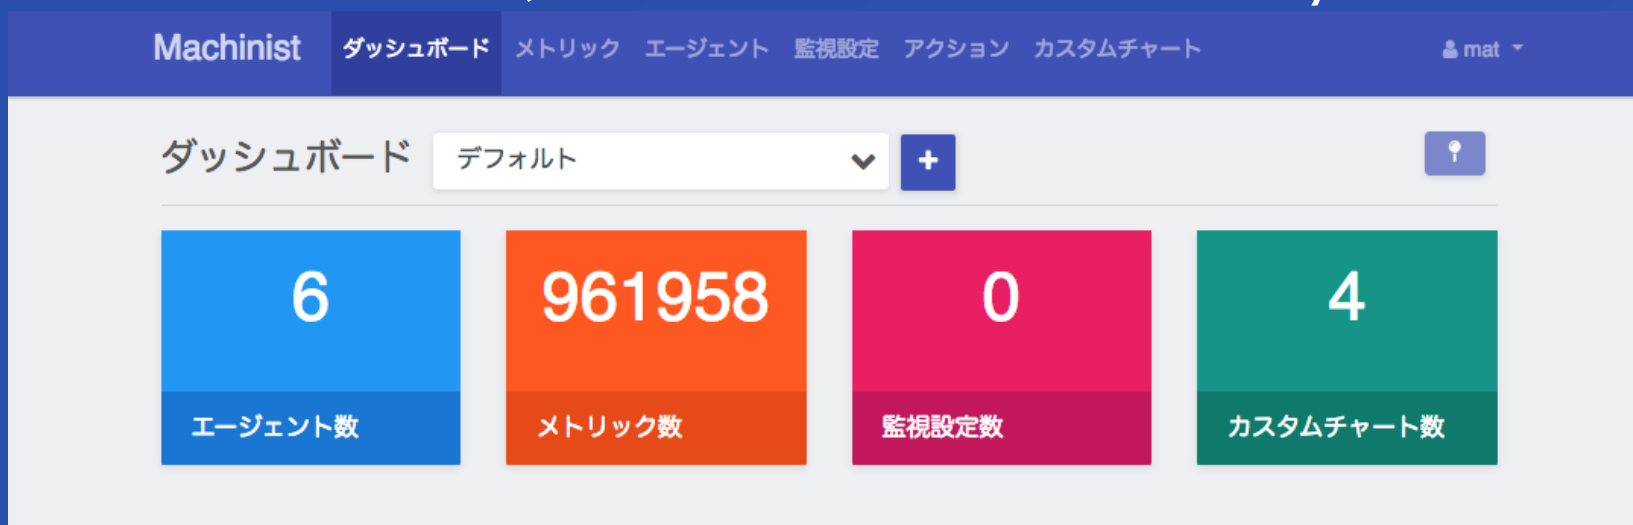 Machinist ダッシュボード メトリック エージェント 監視設定 アクション カスタムチャート mat
ダッシュボード デフォルト +
6 961958 0 4
エージェント数 メトリック数 監視設定数 カスタムチャート数